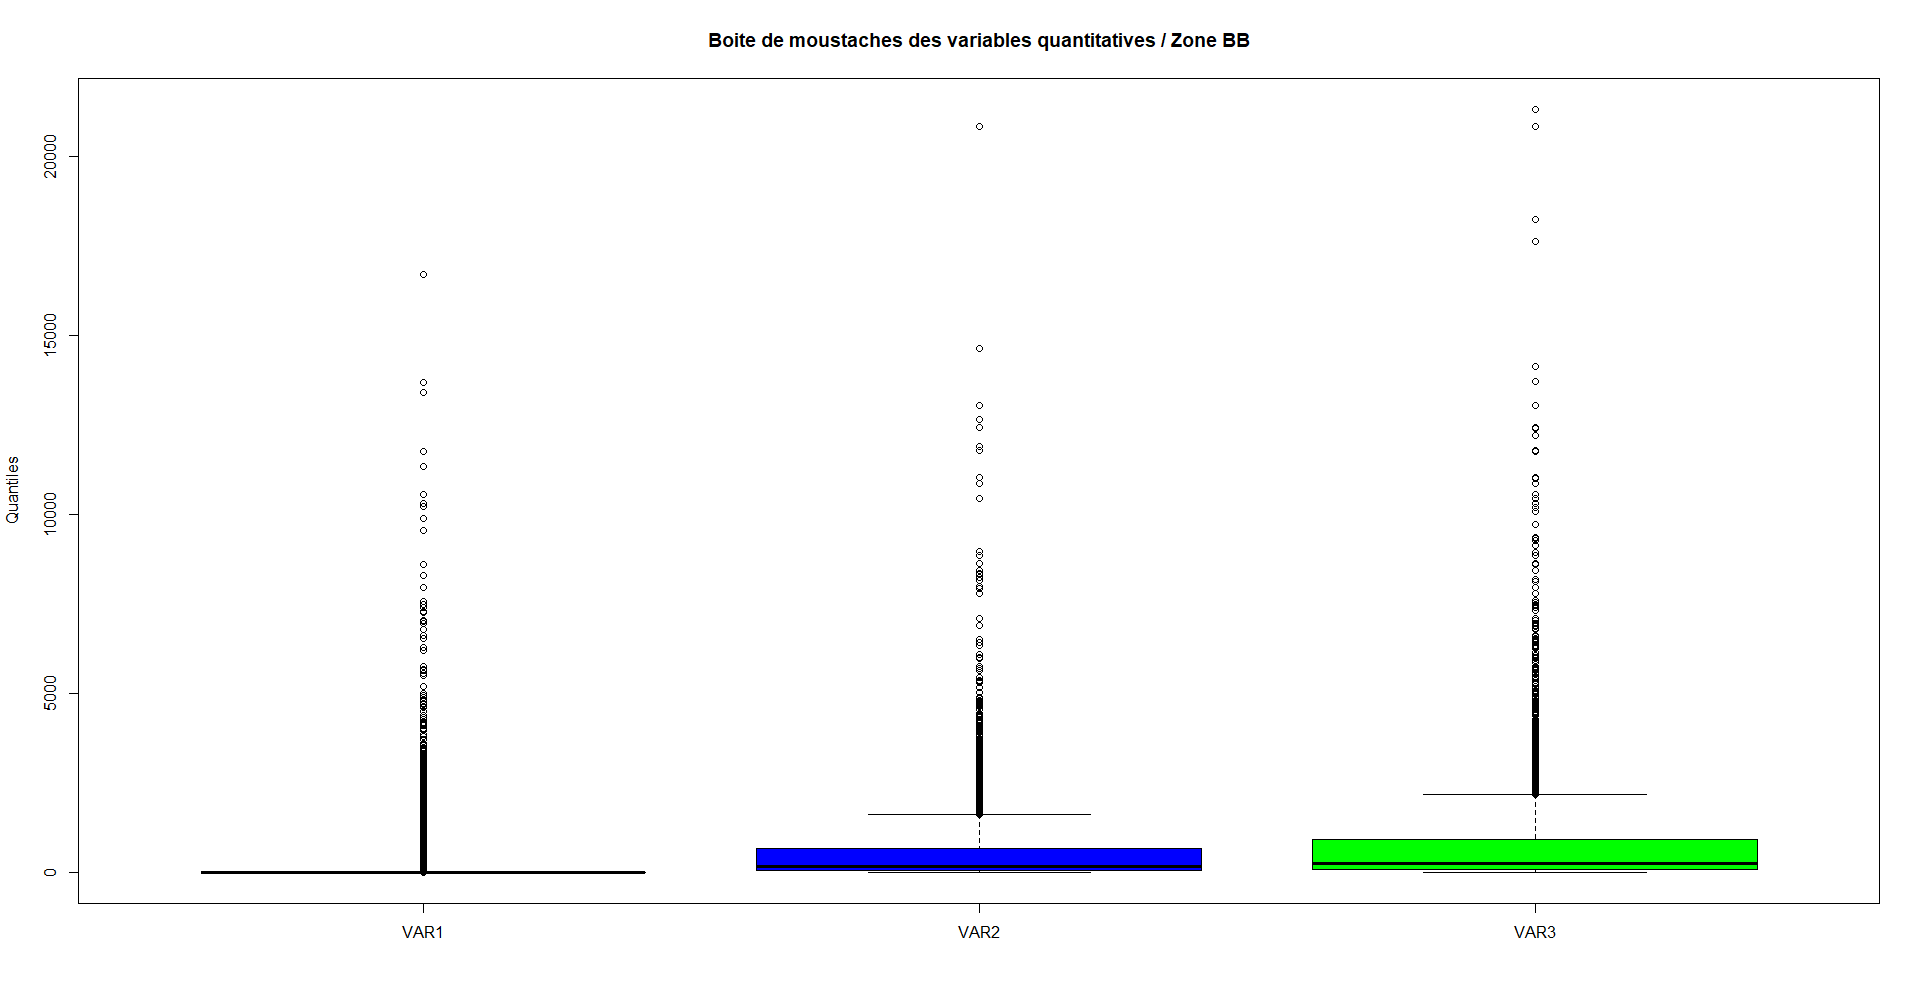 Boite de moustaches des variables quantitatives / Zone BB
Quantiles
20000
15000
10000
5000
0
VAR1
VAR2
VAR3